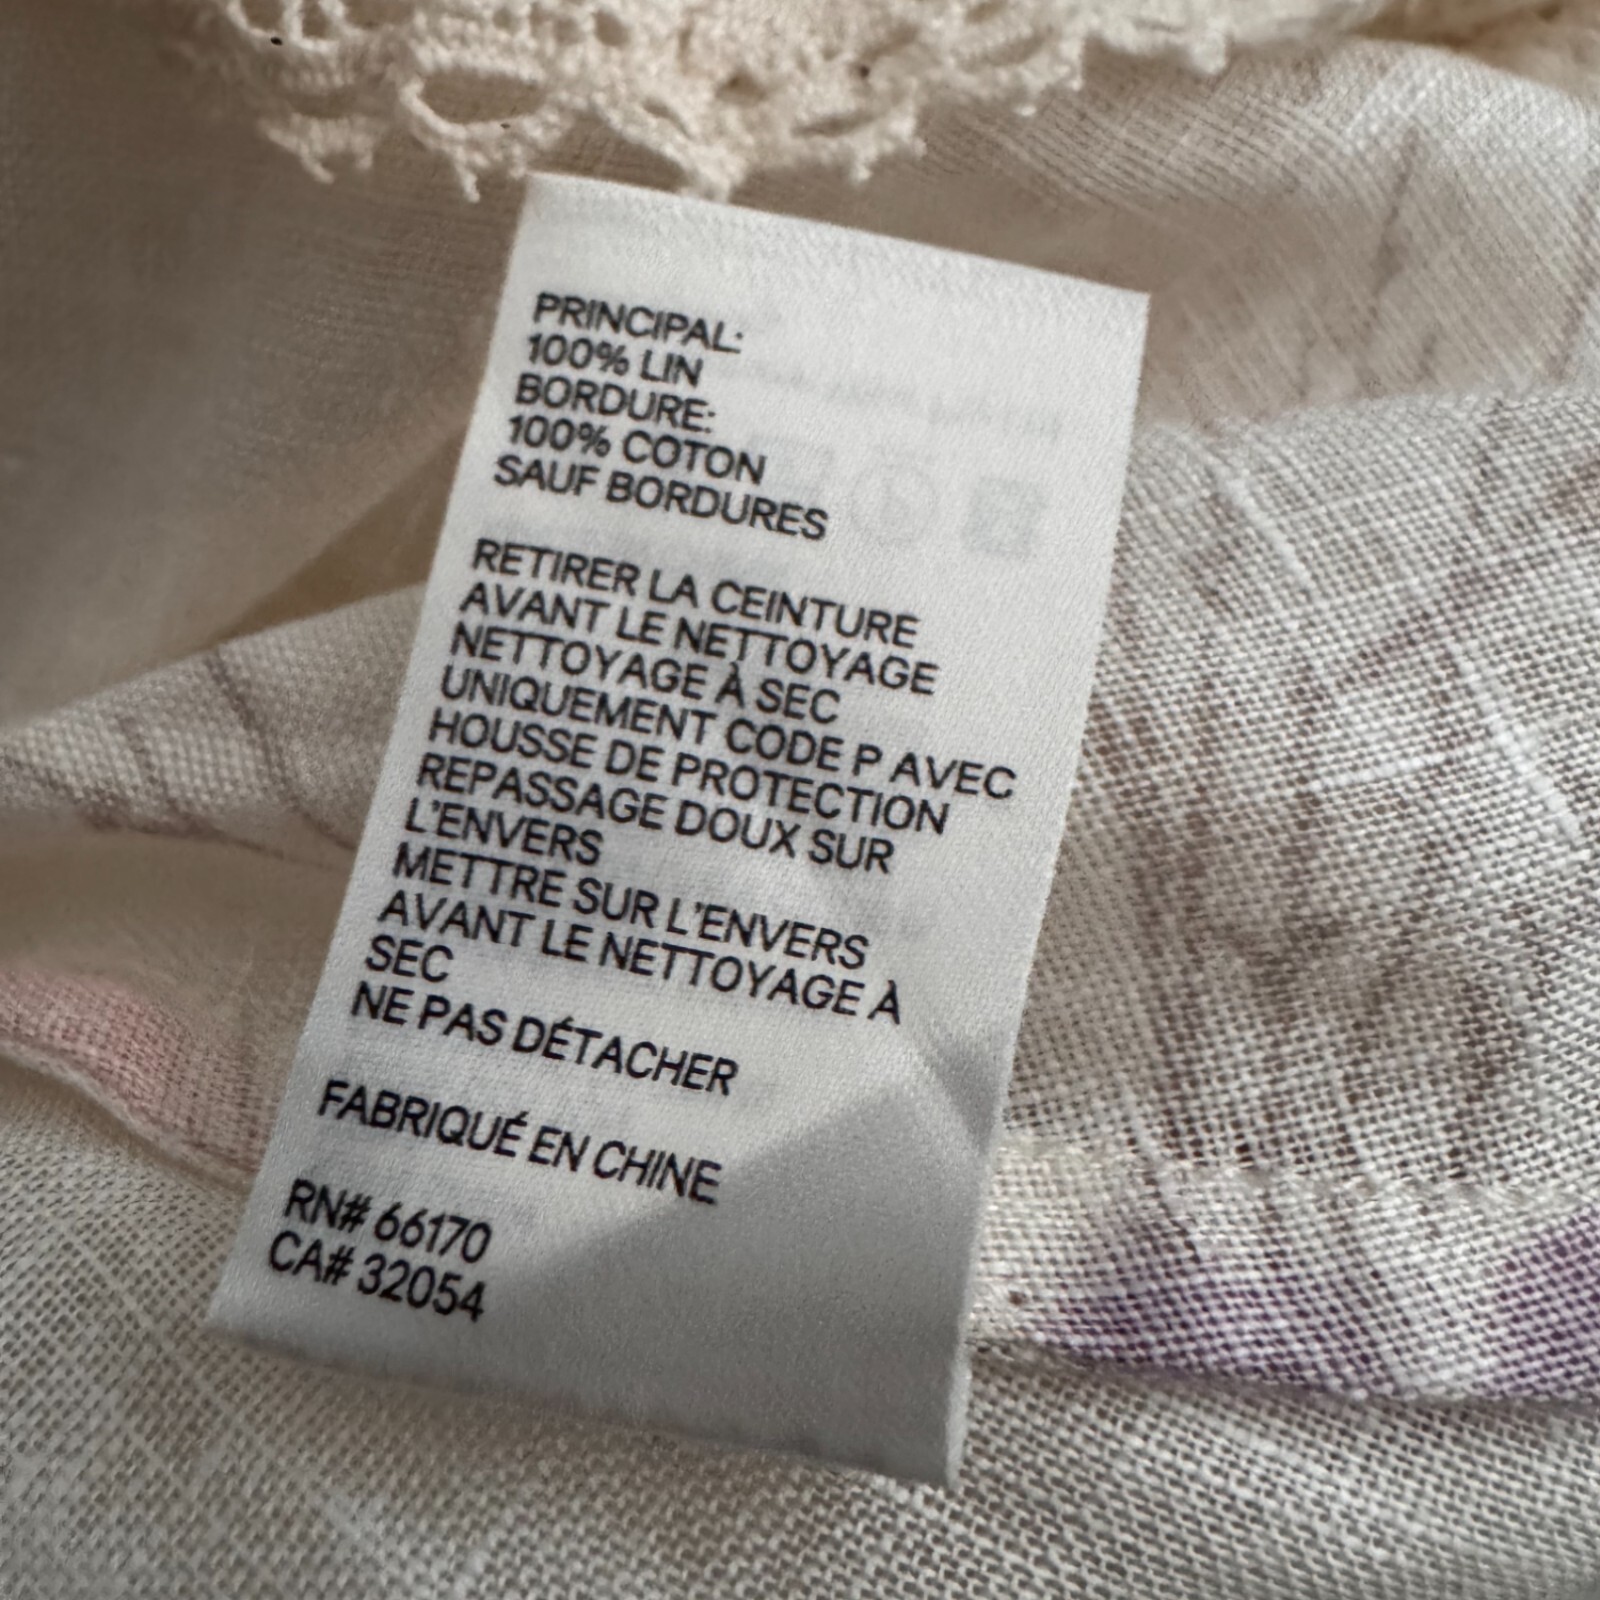 PRINCIPAL:
100% LIN
BORDURE:
100% COTON
SAUF BORDURES
RETIRER LA CEINTURE
AVANT LE NETTOYAGE
NETTOYAGE À SEC
UNIQUEMENT CODE P AVEC
HOUSSE DE PROTECTION
REPASSAGE DOUX SUR
L'ENVERS
METTRE SUR L'ENVERS
AVANT LE NETTOYAGE À
SEC
NE PAS DÉTACHER
FABRIQUÉ EN CHINE
RN# 66170
CA# 32054